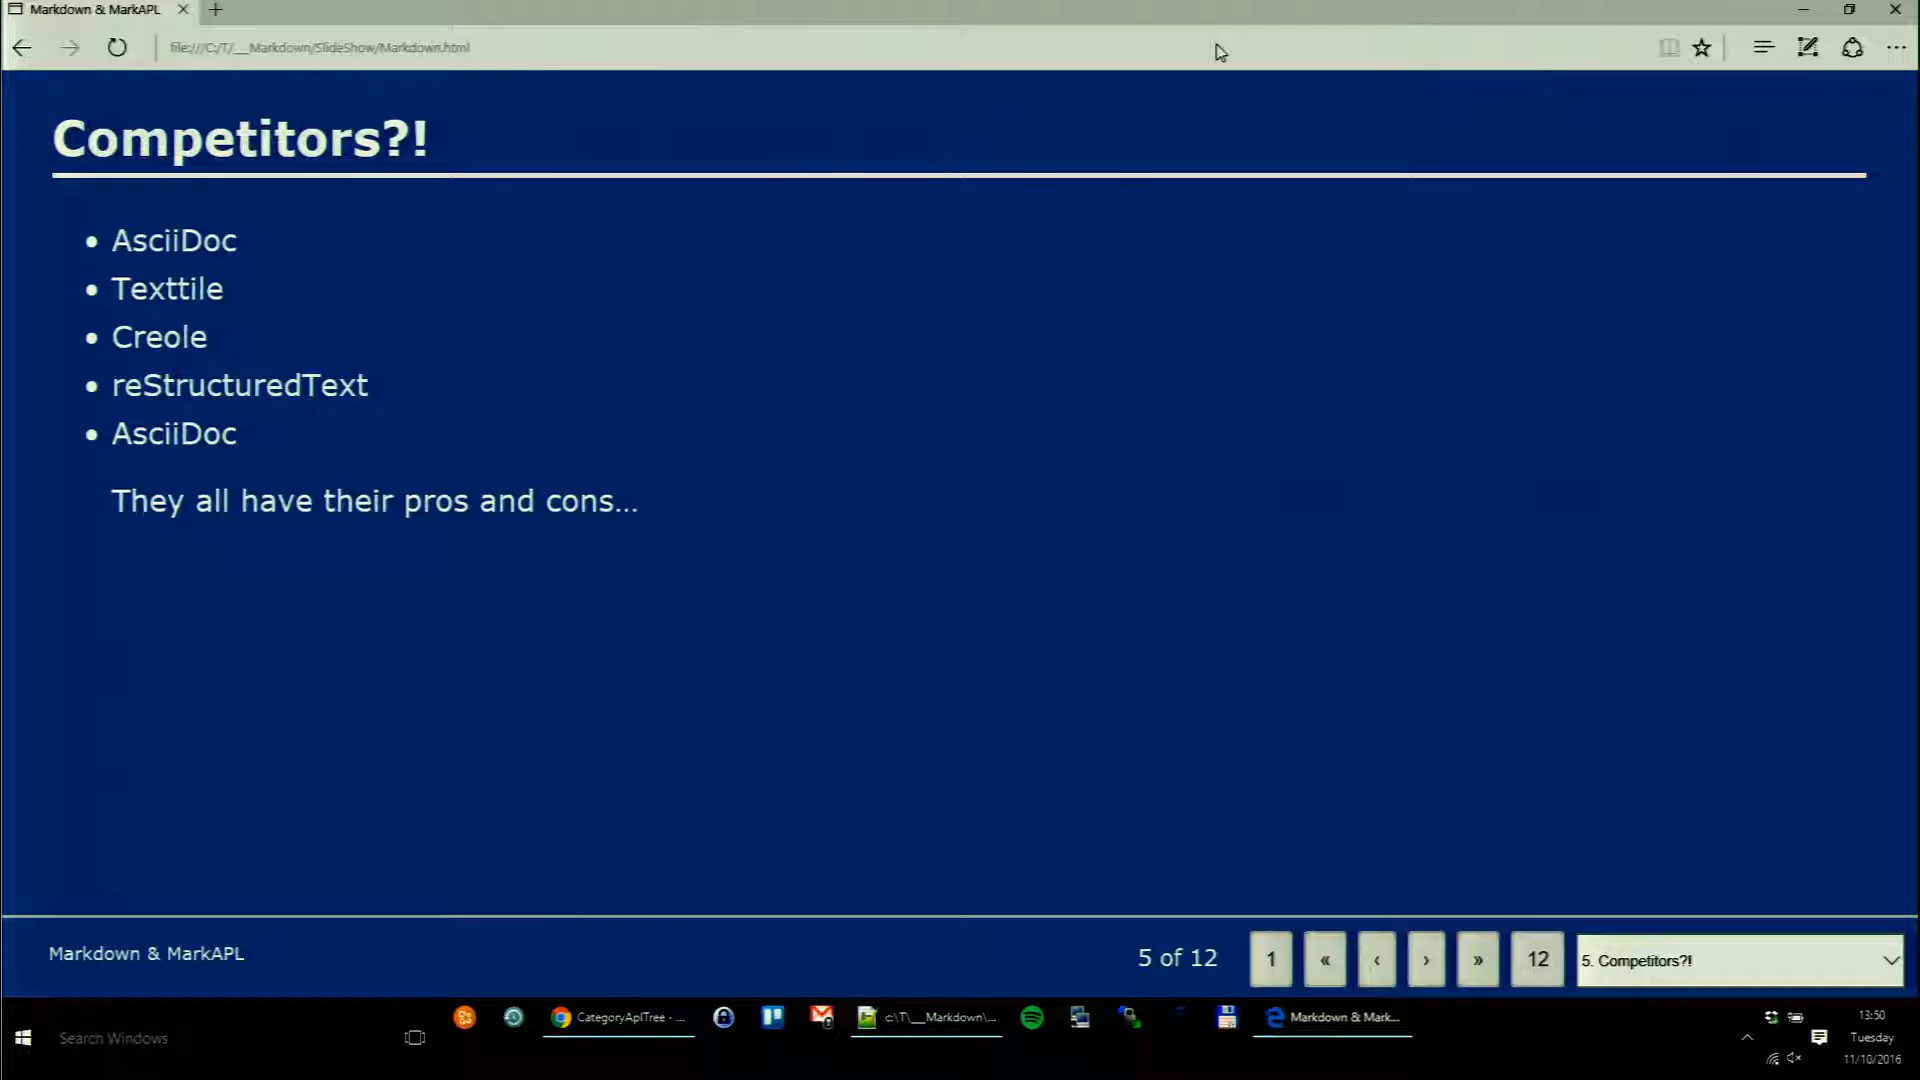 Markdown & MarkAPL
file:///C:/T/__Markdown/SlideShow/Markdown.html
Competitors?!
• AsciiDoc
• Texttile
• Creole
• reStructuredText
• AsciiDoc
They all have their pros and cons...
Markdown & MarkAPL
5 of 12
1
«
‹
›
»
12
5. Competitors?!
Search Windows
CategoryAplTree - ...
c:\T\__Markdown\...
Markdown & Mark...
13:50
Tuesday
11/10/2016